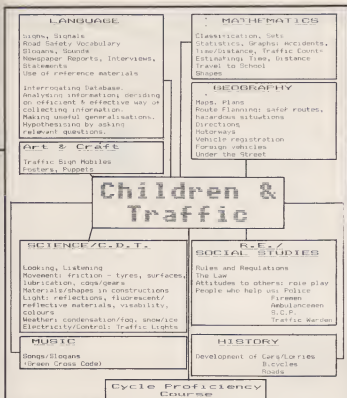 LANGUAGE
Signs, Signals
Road Safety Vocabulary
Slogans, Sounds
Newspaper Reports, Interviews,
Statements
Use of reference materials
Interrogating Database.
Analysing information; deciding
on efficient & effective way of
collecting information.
Making useful generalisations.
Hypothesising by asking
relevant questions.
Art & Craft
Traffic Sign Mobiles
Posters, Puppets
MATHEMATICS
Classification, Sets
Statistics, Graphs: Accidents,
Time/Distance, Traffic Count
Estimating: Time, Distance
Travel to School
Shapes
GEOGRAPHY
Maps, Plans
Route Planning: safer routes,
hazardous situations
Directions
Motorways
Vehicle registration
Foreign vehicles
Under the Street
Children &
Traffic
SCIENCE/C.D.T.
Looking, Listening
Movement: friction - tyres, surfaces,
lubrication, cogs/gears
Materials/shapes in constructions
Light: reflections, fluorescent/
reflective materials, visability,
colours
Weather: condensation/fog, snow/ice
Electricity/Control: Traffic Lights
MUSIC
Songs/Slogans
(Green Cross Code)
R.E./
SOCIAL STUDIES
Rules and Regulations
The Law
Attitudes to others: role play
People who help us: Police
Firemen
Ambulancemen
S.C.P.
Traffic Warden
HISTORY
Development of Cars/Lorries
Bicycles
Roads
Cycle Proficiency
Course